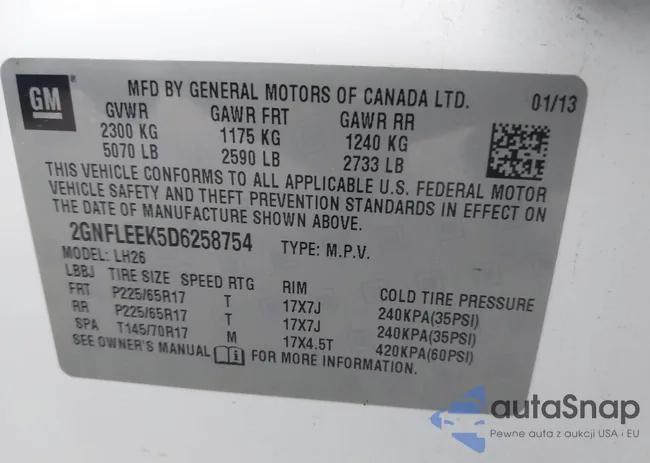 GM
MFD BY GENERAL MOTORS OF CANADA LTD. 01/13
GVWR GAWR FRT GAWR RR
2300 KG 1175 KG 1240 KG
5070 LB 2590 LB 2733 LB
THIS VEHICLE CONFORMS TO ALL APPLICABLE U.S. FEDERAL MOTOR
VEHICLE SAFETY AND THEFT PREVENTION STANDARDS IN EFFECT ON
THE DATE OF MANUFACTURE SHOWN ABOVE.
2GNFLEEK5D6258754 TYPE: M.P.V.
MODEL: LH26
LBBJ TIRE SIZE SPEED RTG RIM COLD TIRE PRESSURE
FRT P225/65R17 T 17X7J 240KPA(35PSI)
RR P225/65R17 T 17X7J 240KPA(35PSI)
SPA T145/70R17 M 17X4.5T 420KPA(60PSI)
SEE OWNER'S MANUAL FOR MORE INFORMATION.
autaSnap
Pewne auta z aukcji USA i EU